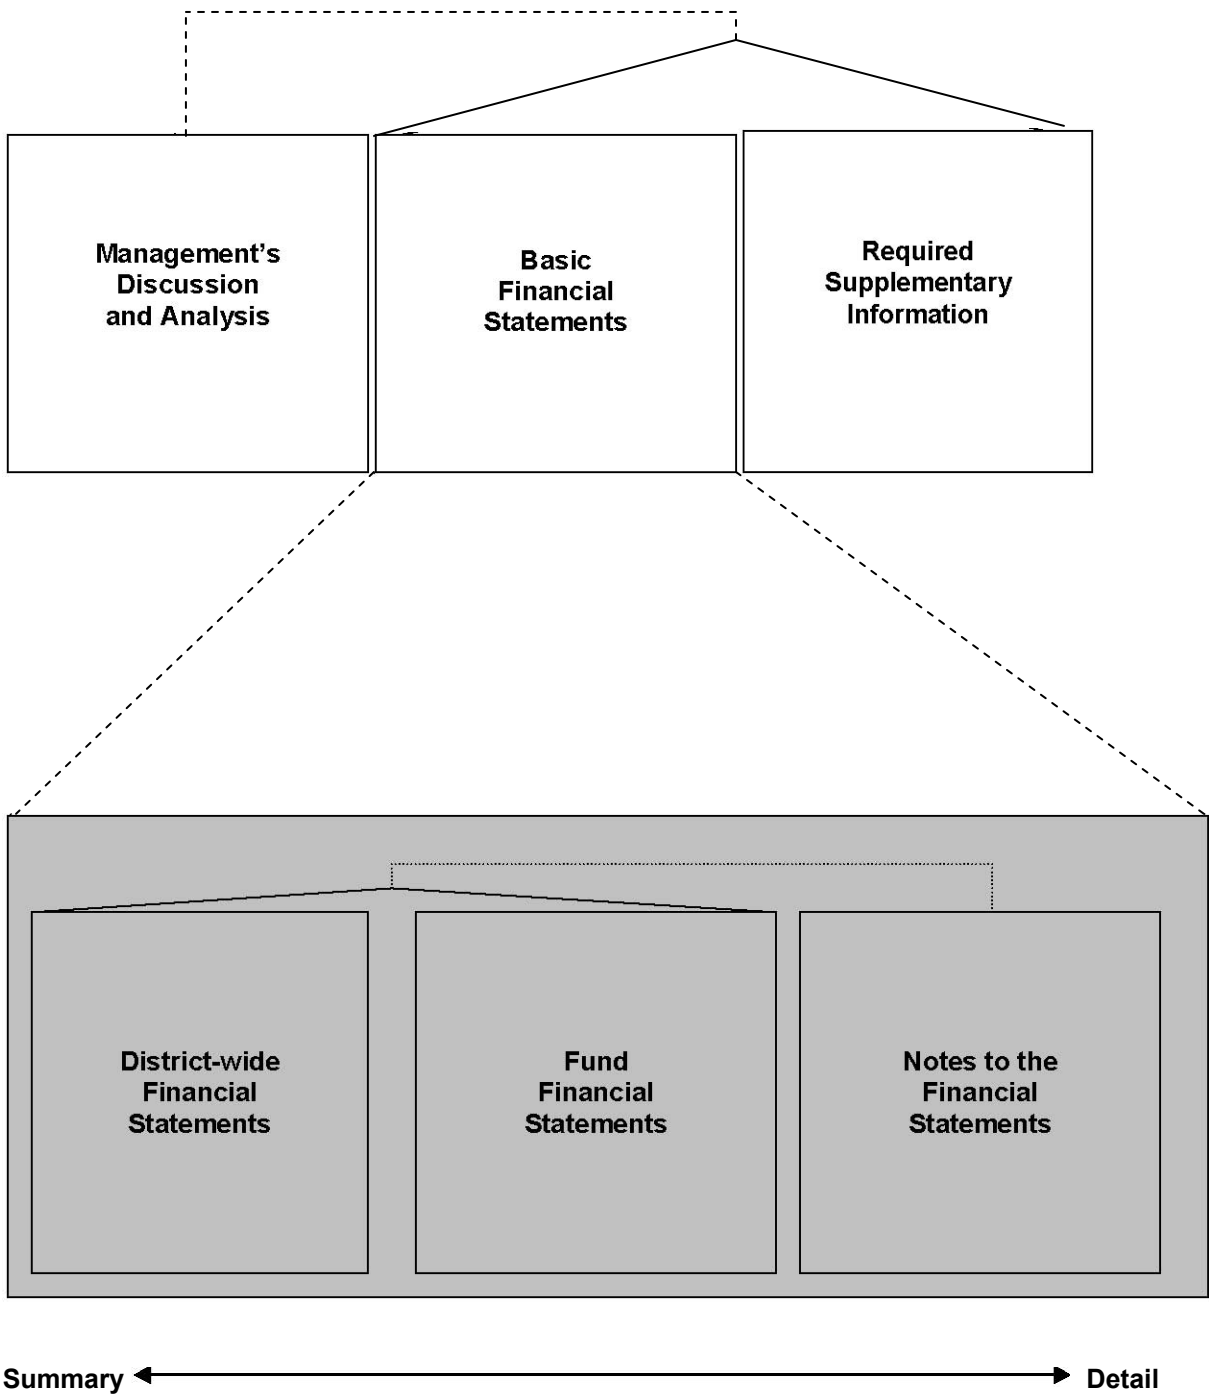 Management's
Discussion
and Analysis
Basic
Financial
Statements
Required
Supplementary
Information
District-wide
Financial
Statements
Fund
Financial
Statements
Notes to the
Financial
Statements
Summary
Detail